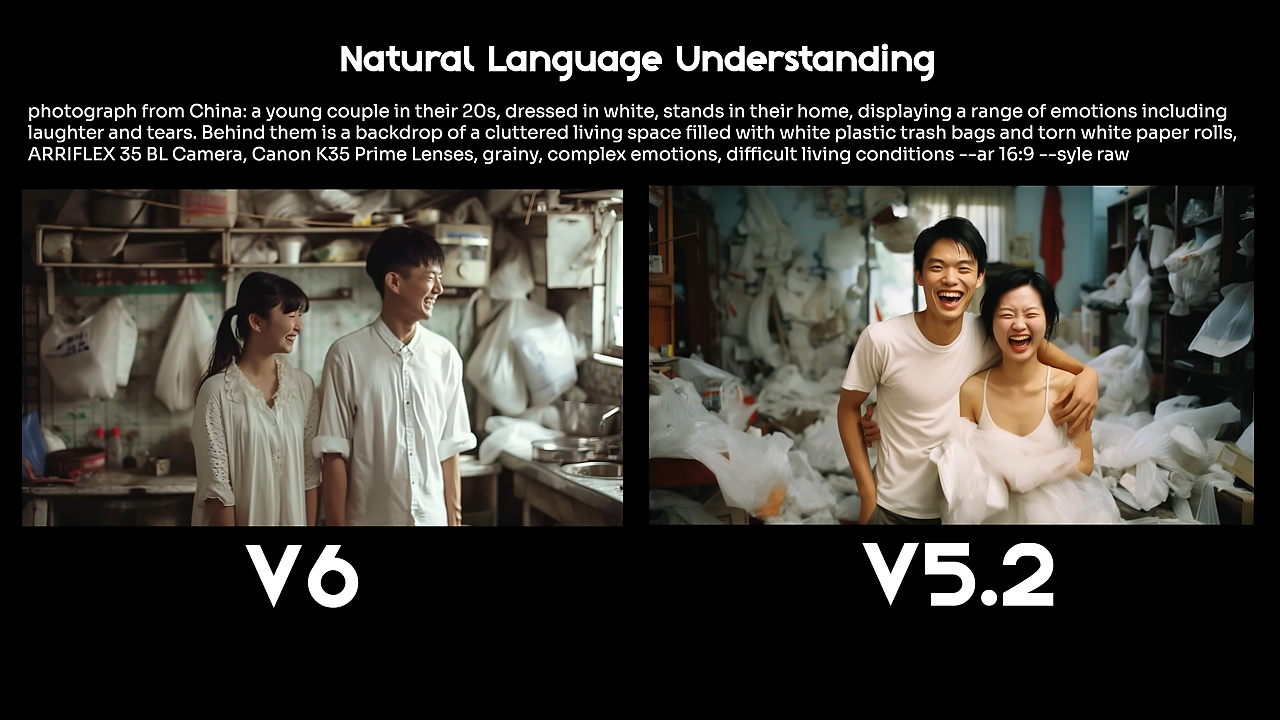 Natural Language Understanding
photograph from China: a young couple in their 20s, dressed in white, stands in their home, displaying a range of emotions including
laughter and tears. Behind them is a backdrop of a cluttered living space filled with white plastic trash bags and torn white paper rolls,
ARRIFLEX 35 BL Camera, Canon K35 Prime Lenses, grainy, complex emotions, difficult living conditions --ar 16:9 --syle raw
V6
V5.2